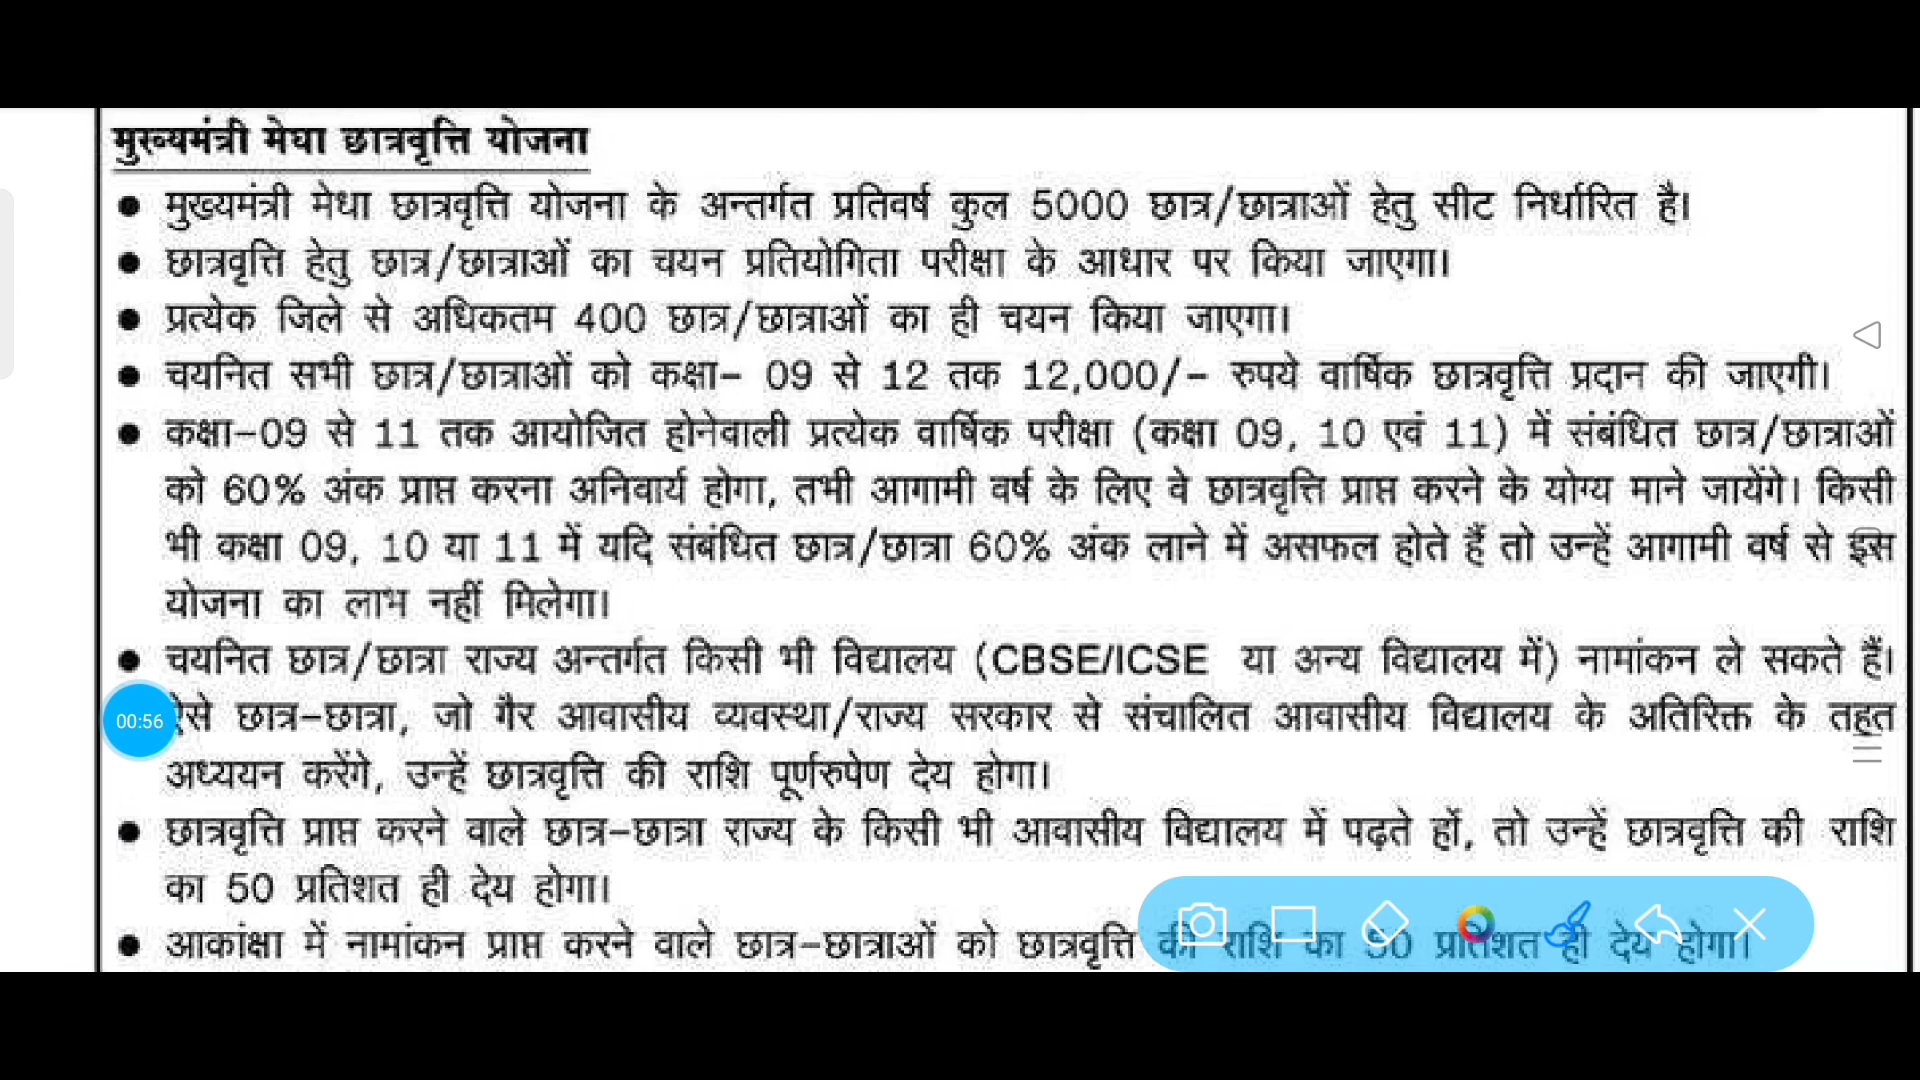 मुख्यमंत्री मेघा छात्रवृत्ति योजना
● मुख्यमंत्री मेधा छात्रवृत्ति योजना के अन्तर्गत प्रतिवर्ष कुल 5000 छात्र/छात्राओं हेतु सीट निर्धारित है।
● छात्रवृत्ति हेतु छात्र/छात्राओं का चयन प्रतियोगिता परीक्षा के आधार पर किया जाएगा।
● प्रत्येक जिले से अधिकतम 400 छात्र/छात्राओं का ही चयन किया जाएगा।
● चयनित सभी छात्र/छात्राओं को कक्षा– 09 से 12 तक 12,000/– रुपये वार्षिक छात्रवृत्ति प्रदान की जाएगी।
● कक्षा–09 से 11 तक आयोजित होनेवाली प्रत्येक वार्षिक परीक्षा (कक्षा 09, 10 एवं 11) में संबंधित छात्र/छात्राओं
को 60% अंक प्राप्त करना अनिवार्य होगा, तभी आगामी वर्ष के लिए वे छात्रवृत्ति प्राप्त करने के योग्य माने जायेंगे। किसी
भी कक्षा 09, 10 या 11 में यदि संबंधित छात्र/छात्रा 60% अंक लाने में असफल होते हैं तो उन्हें आगामी वर्ष से इस
योजना का लाभ नहीं मिलेगा।
● चयनित छात्र/छात्रा राज्य अन्तर्गत किसी भी विद्यालय (CBSE/ICSE या अन्य विद्यालय में) नामांकन ले सकते हैं।
00:56
ऐसे छात्र–छात्रा, जो गैर आवासीय व्यवस्था/राज्य सरकार से संचालित आवासीय विद्यालय के अतिरिक्त के तहत
अध्ययन करेंगे, उन्हें छात्रवृत्ति की राशि पूर्णरुपेण देय होगा।
● छात्रवृत्ति प्राप्त करने वाले छात्र–छात्रा राज्य के किसी भी आवासीय विद्यालय में पढ़ते हों, तो उन्हें छात्रवृत्ति की राशि
का 50 प्रतिशत ही देय होगा।
● आकांक्षा में नामांकन प्राप्त करने वाले छात्र–छात्राओं को छात्रवृत्ति की राशि का 50 प्रतिशत ही देय होगा।